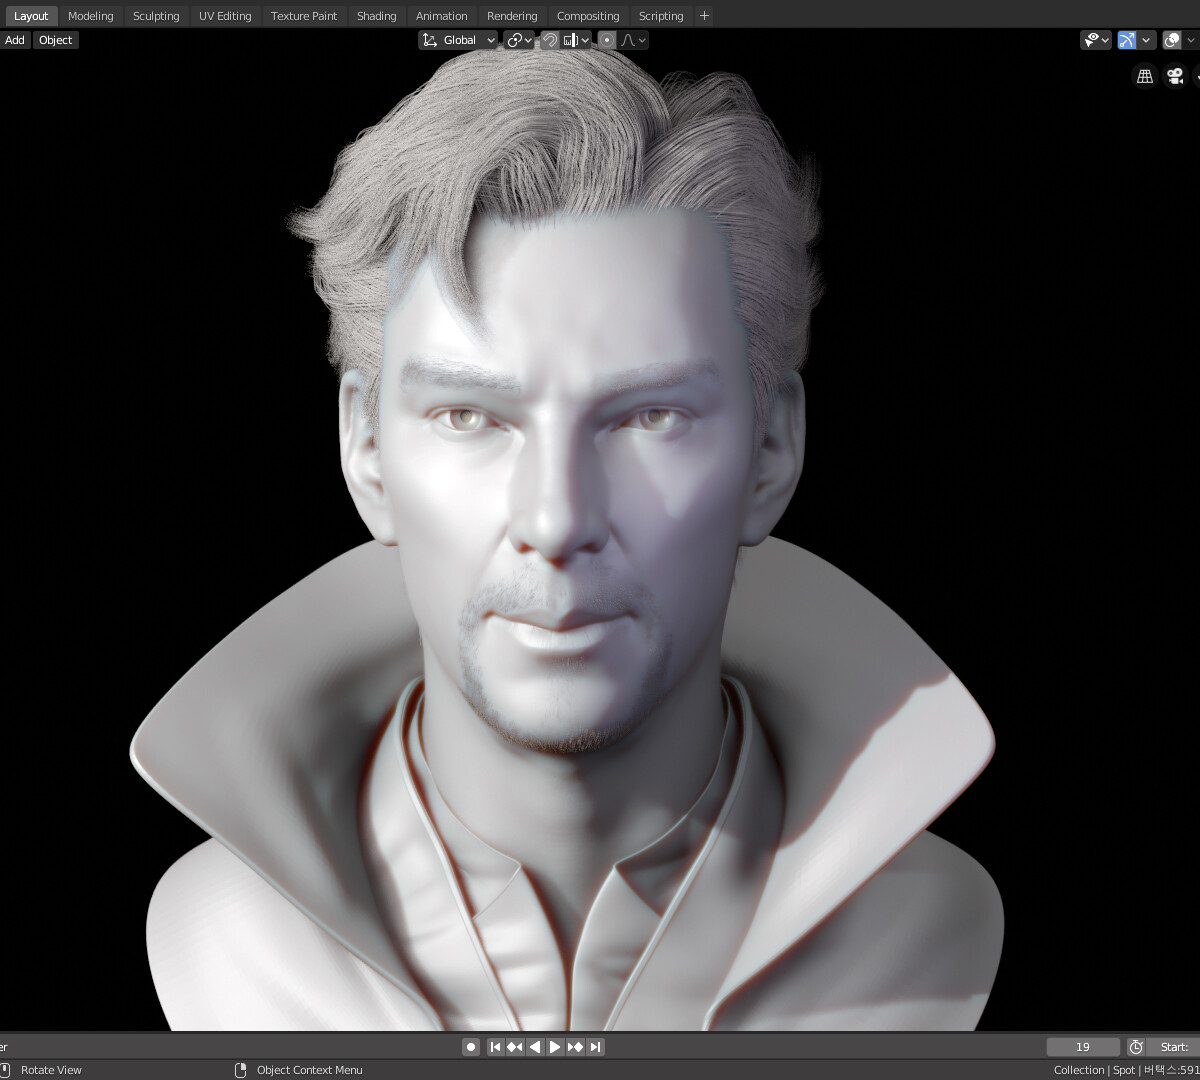 Layout Modeling Sculpting UV Editing Texture Paint Shading Animation Rendering Compositing Scripting +
Add Object Global
19 Start:
Rotate View Object Context Menu Collection | Spot | 버텍스:591